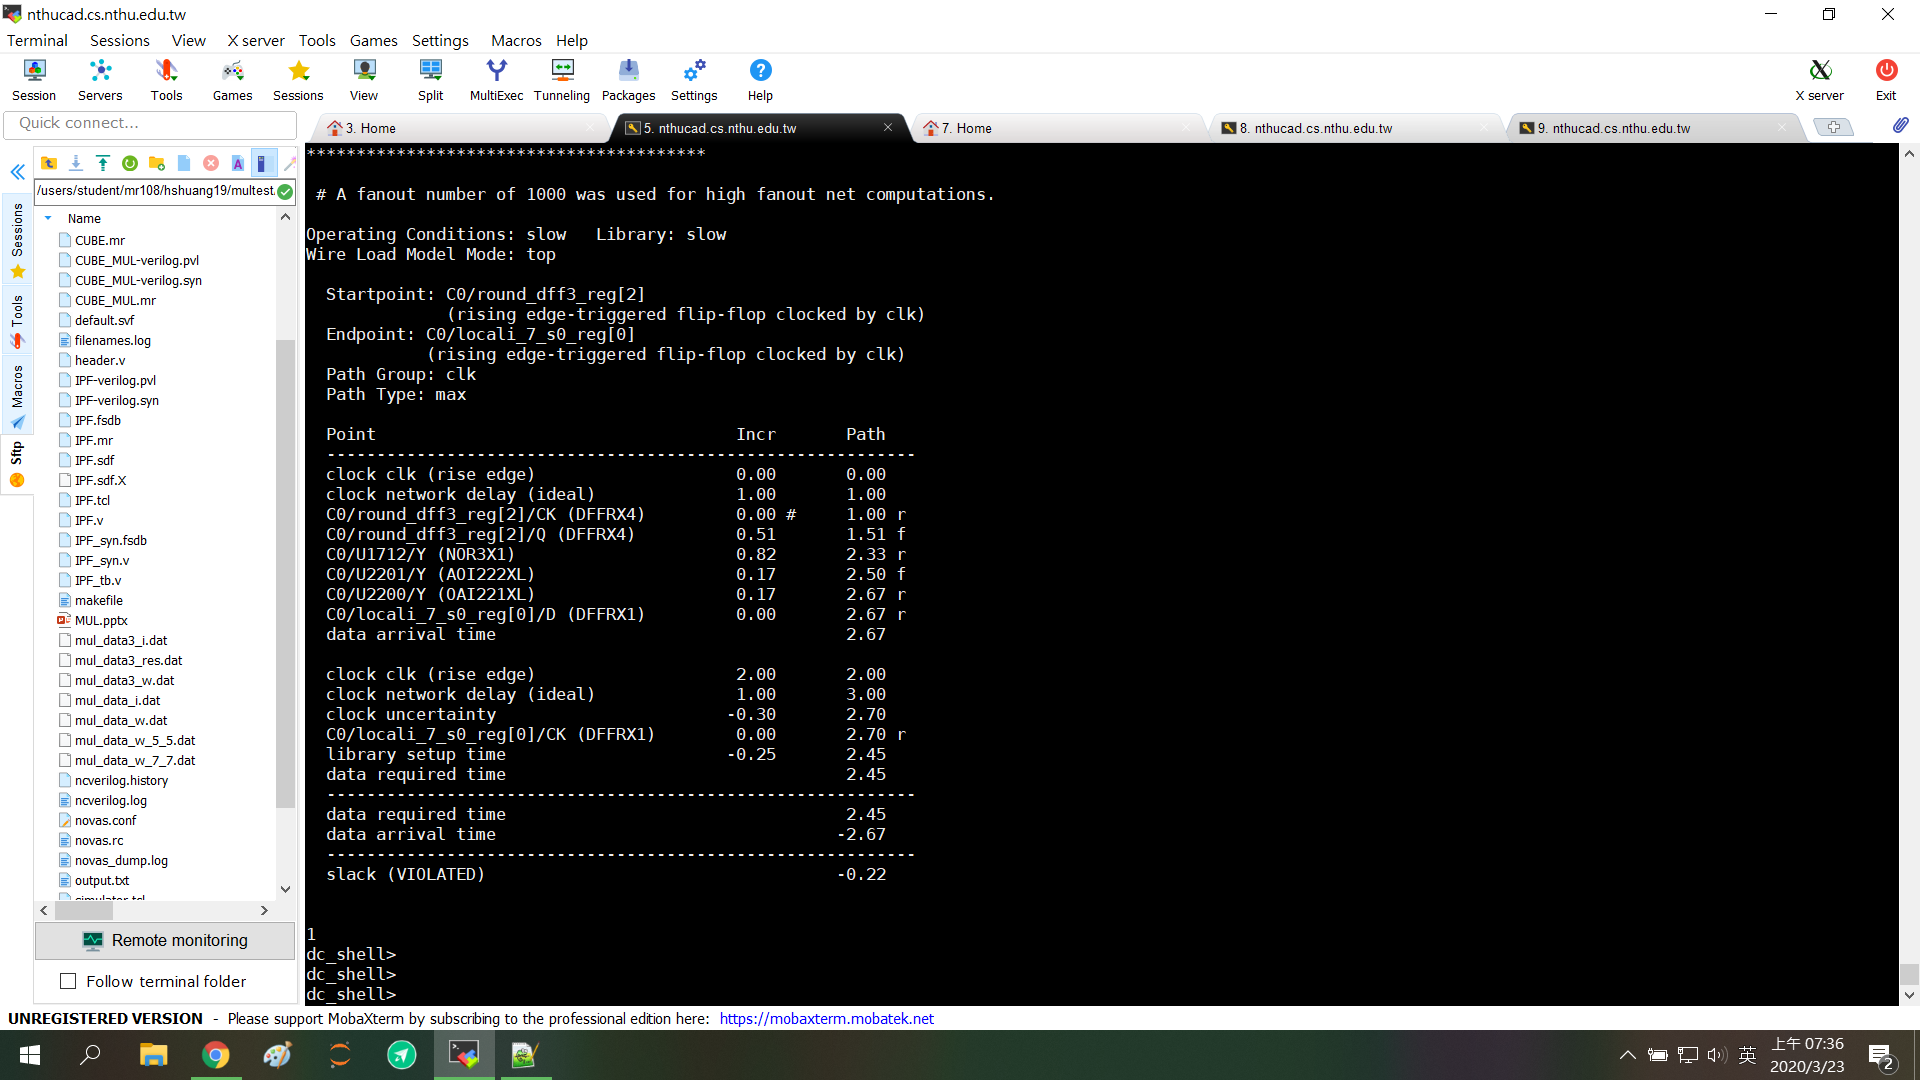 nthucad.cs.nthu.edu.tw
Terminal Sessions View X server Tools Games Settings Macros Help
Session Servers Tools Games Sessions View Split MultiExec Tunneling Packages Settings Help X server Exit
Quick connect...
3. Home
5. nthucad.cs.nthu.edu.tw
7. Home
8. nthucad.cs.nthu.edu.tw
9. nthucad.cs.nthu.edu.tw
/users/student/mr108/hshuang19/multest
Sessions
Tools
Macros
Sftp
Name
CUBE.mr
CUBE_MUL-verilog.pvl
CUBE_MUL-verilog.syn
CUBE_MUL.mr
default.svf
filenames.log
header.v
IPF-verilog.pvl
IPF-verilog.syn
IPF.fsdb
IPF.mr
IPF.sdf
IPF.sdf.X
IPF.tcl
IPF.v
IPF_syn.fsdb
IPF_syn.v
IPF_tb.v
makefile
MUL.pptx
mul_data3_i.dat
mul_data3_res.dat
mul_data3_w.dat
mul_data_i.dat
mul_data_w.dat
mul_data_w_5_5.dat
mul_data_w_7_7.dat
ncverilog.history
ncverilog.log
novas.conf
novas.rc
novas_dump.log
output.txt
Remote monitoring
Follow terminal folder
****************************************
# A fanout number of 1000 was used for high fanout net computations.
Operating Conditions: slow   Library: slow
Wire Load Model Mode: top
Startpoint: C0/round_dff3_reg[2]
(rising edge-triggered flip-flop clocked by clk)
Endpoint: C0/locali_7_s0_reg[0]
(rising edge-triggered flip-flop clocked by clk)
Path Group: clk
Path Type: max
Point Incr Path
-----------------------------------------------------------
clock clk (rise edge) 0.00 0.00
clock network delay (ideal) 1.00 1.00
C0/round_dff3_reg[2]/CK (DFFRX4) 0.00 # 1.00 r
C0/round_dff3_reg[2]/Q (DFFRX4) 0.51 1.51 f
C0/U1712/Y (NOR3X1) 0.82 2.33 r
C0/U2201/Y (AOI222XL) 0.17 2.50 f
C0/U2200/Y (OAI221XL) 0.17 2.67 r
C0/locali_7_s0_reg[0]/D (DFFRX1) 0.00 2.67 r
data arrival time 2.67
clock clk (rise edge) 2.00 2.00
clock network delay (ideal) 1.00 3.00
clock uncertainty -0.30 2.70
C0/locali_7_s0_reg[0]/CK (DFFRX1) 0.00 2.70 r
library setup time -0.25 2.45
data required time 2.45
-----------------------------------------------------------
data required time 2.45
data arrival time -2.67
-----------------------------------------------------------
slack (VIOLATED) -0.22
1
dc_shell>
dc_shell>
dc_shell>
UNREGISTERED VERSION - Please support MobaXterm by subscribing to the professional edition here: https://mobaxterm.mobatek.net
英
上午 07:36
2020/3/23
2